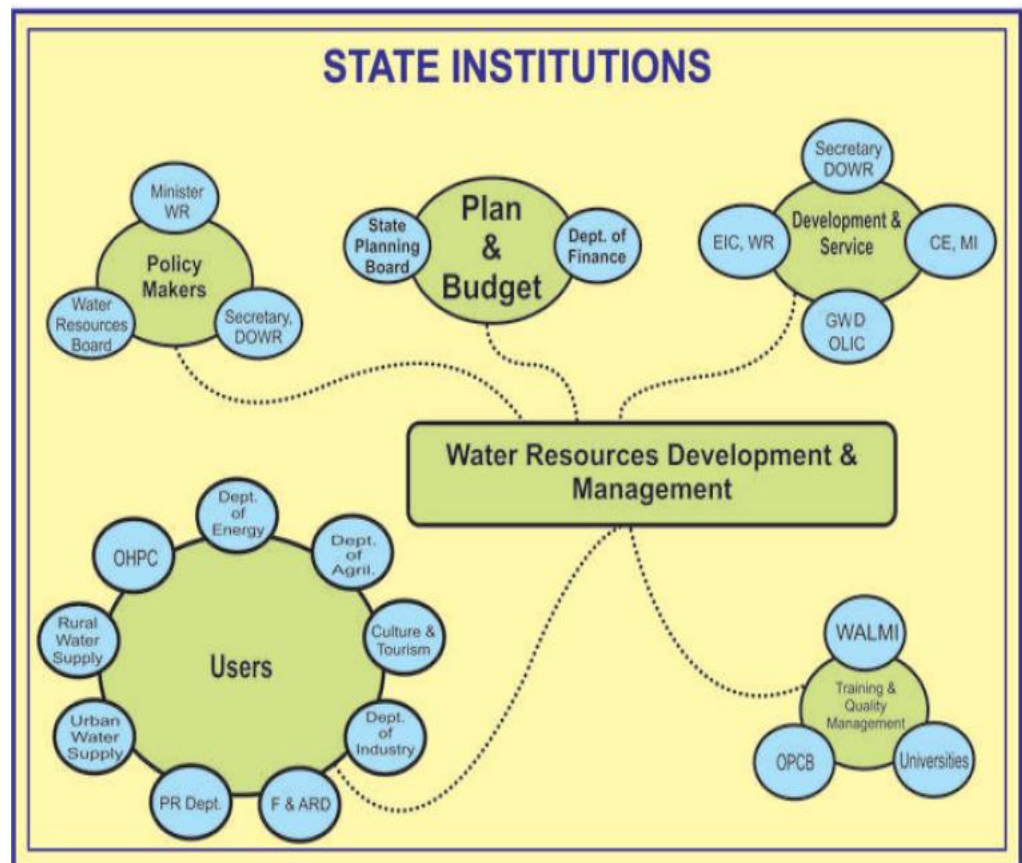 STATE INSTITUTIONS
Minister
WR
Policy
Makers
Water
Resources
Board
Secretary,
DOWR
Plan
&
Budget
State
Planning
Board
Dept. of
Finance
Secretary
DOWR
Development &
Service
EIC, WR
CE, MI
GWD
OLIC
Water Resources Development &
Management
Dept.
of
Energy
OHPC
Dept.
of
Agril.
Rural
Water
Supply
Users
Culture &
Tourism
Urban
Water
Supply
Dept.
of
Industry
PR Dept.
F & ARD
WALMI
Training &
Quality
Management
OPCB
Universities